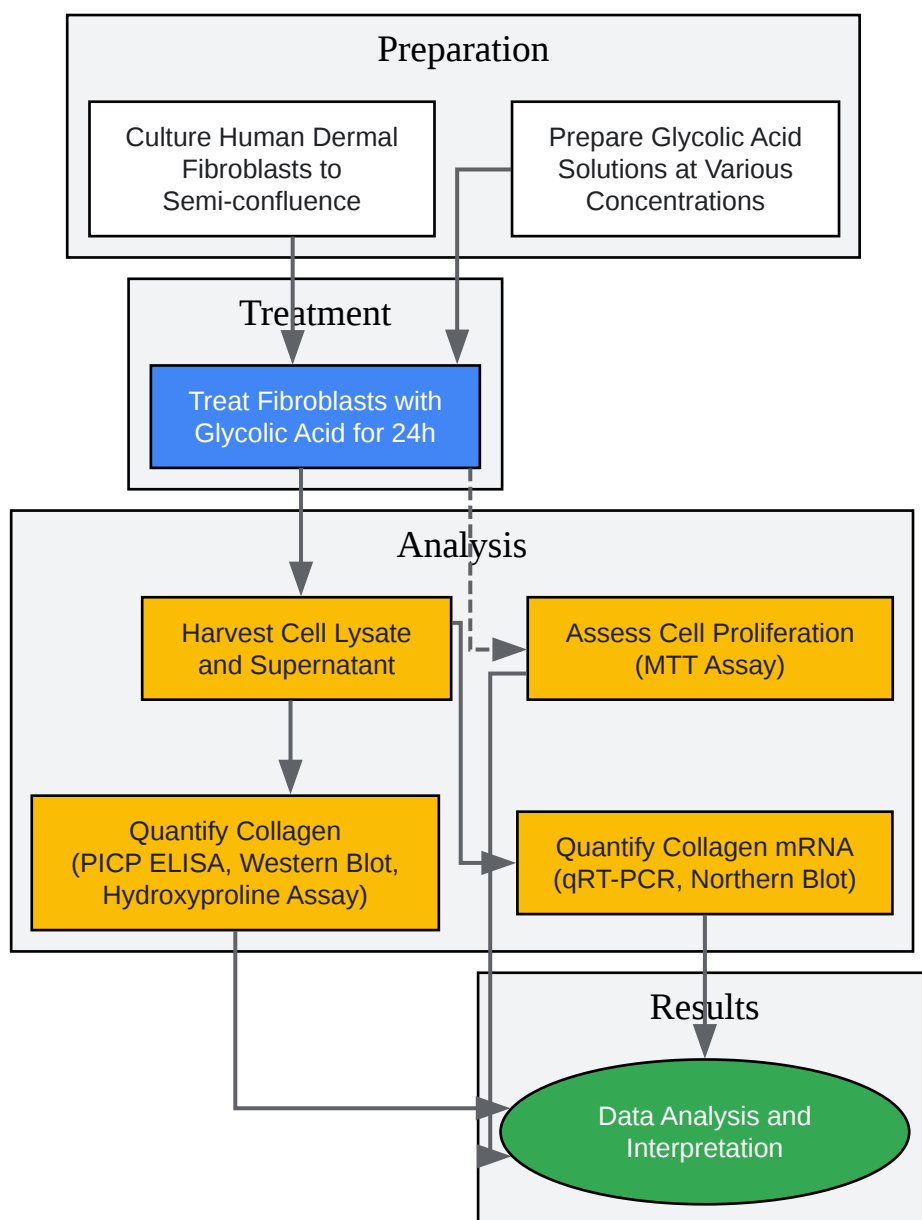 Preparation
Culture Human Dermal
Fibroblasts to
Semi-confluence
Prepare Glycolic Acid
Solutions at Various
Concentrations
Treatment
Treat Fibroblasts with
Glycolic Acid for 24h
Analysis
Harvest Cell Lysate
and Supernatant
Assess Cell Proliferation
(MTT Assay)
Quantify Collagen
(PICP ELISA, Western Blot,
Hydroxyproline Assay)
Quantify Collagen mRNA
(qRT-PCR, Northern Blot)
Results
Data Analysis and
Interpretation